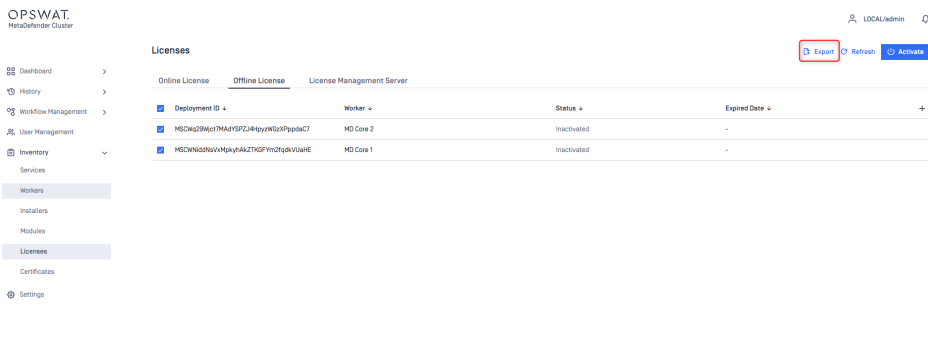 OPSWAT.
MetaDefender Cluster
LOCAL/admin
Licenses
Export Refresh Activate
Dashboard
Online License Offline License License Management Server
History
Workflow Management
Deployment ID Worker Status Expired Date
User Management
MSCWq29Wjct7MAdYSPZJ4HpyzW0zXPppdaC7 MD Core 2 Inactivated -
Inventory
MSCWNiddNsVxMpkyhAkZTKGFYm2fqdkVUaHE MD Core 1 Inactivated -
Services
Workers
Installers
Modules
Licenses
Certificates
Settings